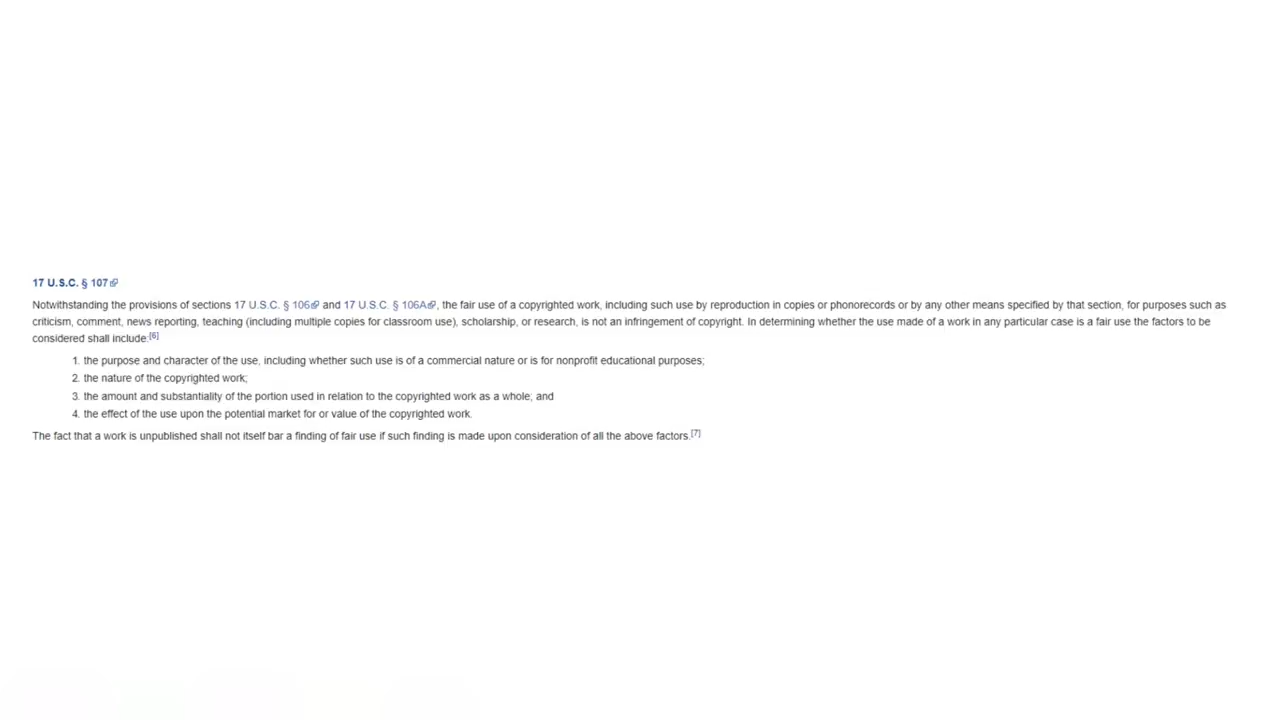 17 U.S.C. § 107
Notwithstanding the provisions of sections 17 U.S.C. § 106 and 17 U.S.C. § 106A, the fair use of a copyrighted work, including such use by reproduction in copies or phonorecords or by any other means specified by that section, for purposes such as
criticism, comment, news reporting, teaching (including multiple copies for classroom use), scholarship, or research, is not an infringement of copyright. In determining whether the use made of a work in any particular case is a fair use the factors to be
considered shall include:[6]
1. the purpose and character of the use, including whether such use is of a commercial nature or is for nonprofit educational purposes;
2. the nature of the copyrighted work;
3. the amount and substantiality of the portion used in relation to the copyrighted work as a whole; and
4. the effect of the use upon the potential market for or value of the copyrighted work.
The fact that a work is unpublished shall not itself bar a finding of fair use if such finding is made upon consideration of all the above factors.[7]